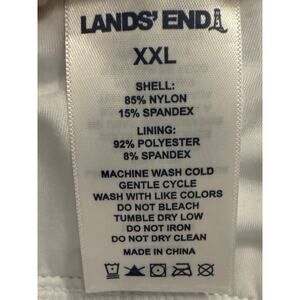 LANDS' END
XXL
SHELL:
85% NYLON
15% SPANDEX
LINING:
92% POLYESTER
8% SPANDEX
MACHINE WASH COLD
GENTLE CYCLE
WASH WITH LIKE COLORS
DO NOT BLEACH
TUMBLE DRY LOW
DO NOT IRON
DO NOT DRY CLEAN
MADE IN CHINA